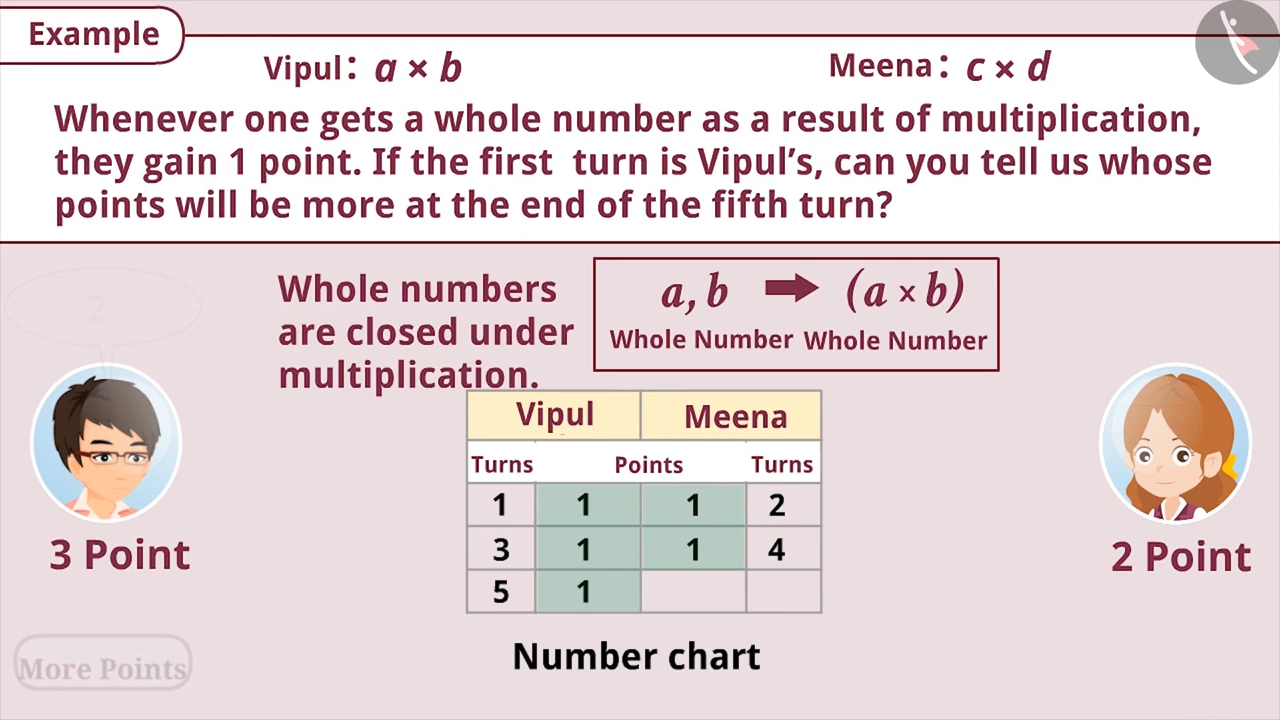 Example
Vipul: a × b
Meena: c × d
Whenever one gets a whole number as a result of multiplication,
they gain 1 point. If the first turn is Vipul's, can you tell us whose
points will be more at the end of the fifth turn?
Whole numbers
are closed under
multiplication.
a, b → (a × b)
Whole Number Whole Number
2
Vipul Meena
Turns Points Turns
1 1 1 2
3 1 1 4
5 1
3 Point
2 Point
Number chart
More Points